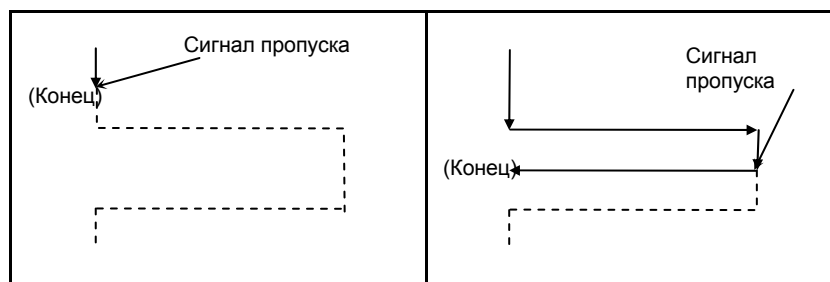 Сигнал пропуска
(Конец)
Сигнал
пропуска
(Конец)